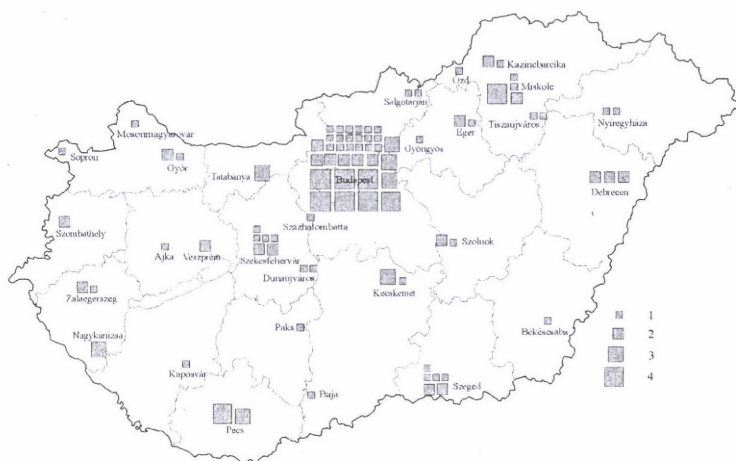 Kazincbarcika
Ózd
Miskolc
Salgótarján
Mosonmagyaróvár
Tiszaujváros
Nyíregyháza
Eger
Gyöngyös
Sopron
Győr
Tatabánya
Budapest
Debrecen
Szombathely
Százhalombatta
Szolnok
Ajka
Veszprém
Székesfehérvár
Dunaújváros
Kecskemét
Zalaegerszeg
Paks
Békéscsaba
1
2
Nagykanizsa
3
Kaposvár
4
Baja
Szeged
Pécs